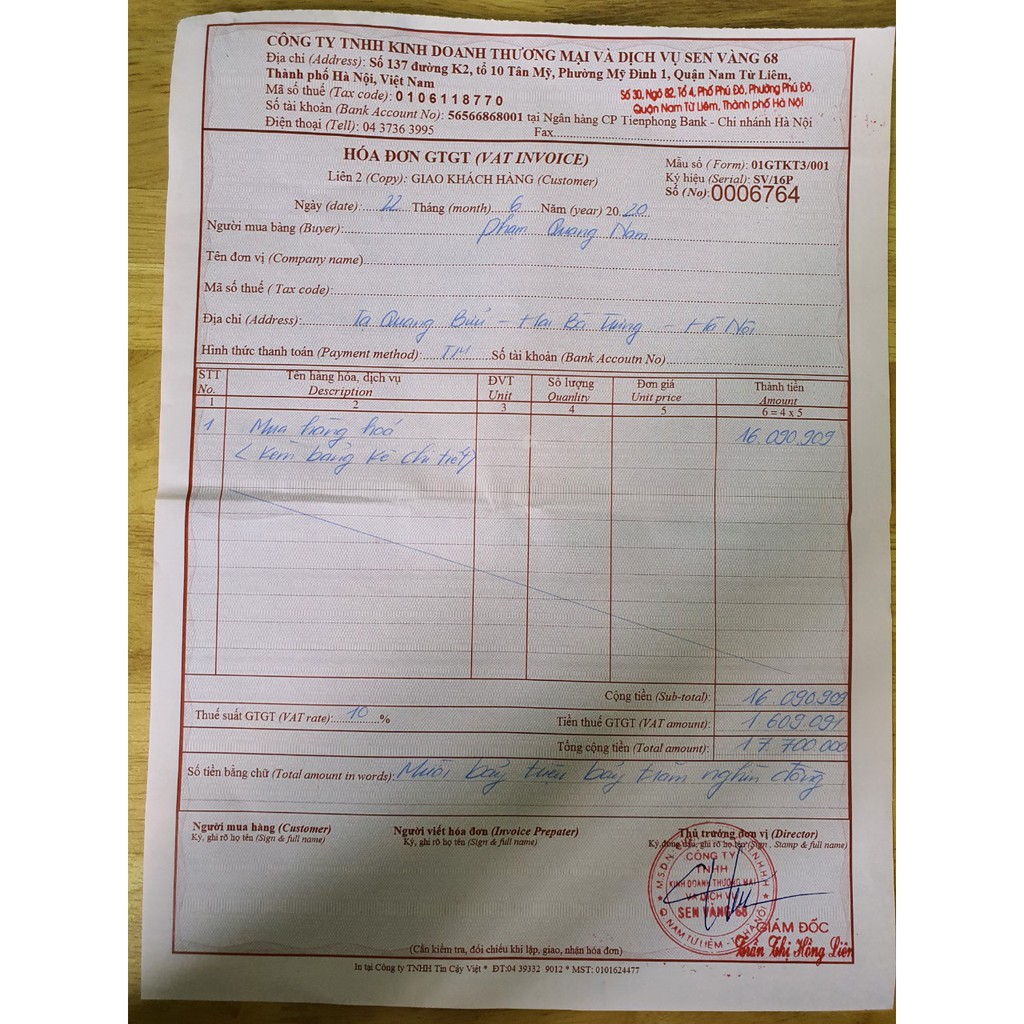 CÔNG TY TNHH KINH DOANH THƯƠNG MẠI VÀ DỊCH VỤ SEN VÀNG 68
Địa chỉ (Address): Số 137 đường K2, tổ 10 Tân Mỹ, Phường Mỹ Đình 1, Quận Nam Từ Liêm,
Thành phố Hà Nội, Việt Nam
Số 30, Ngõ 82, Tổ 4, Phố Phú Đô, Phường Phú Đô,
Quận Nam Từ Liêm, Thành phố Hà Nội
Mã số thuế (Tax code): 0106118770
Số tài khoản (Bank Account No): 56566868001 tại Ngân hàng CP Tienphong Bank - Chi nhánh Hà Nội
Điện thoại (Tell): 04 3736 3995 Fax
HÓA ĐƠN GTGT (VAT INVOICE)
Liên 2 (Copy): GIAO KHÁCH HÀNG (Customer)
Mẫu số (Form): 01GTKT3/001
Ký hiệu (Serial): SV/16P
Số (No): 0006764
Ngày (date): 22 Tháng (month) 6 Năm (year) 20 20
Người mua hàng (Buyer): Phạm Quang Nam
Tên đơn vị (Company name)
Mã số thuế ( Tax code):
Địa chỉ (Address): Tạ Quang Bửu - Hai Bà Trưng - Hà Nội
Hình thức thanh toán (Payment method): TM Số tài khoản (Bank Accoutn No)
STT No. Tên hàng hóa, dịch vụ Description ĐVT Unit Số lượng Quanlity Đơn giá Unit price Thành tiền Amount
1 2 3 4 5 6 = 4 x 5
1 Mua hàng hoá 16.090.909
(Kèm bảng kê chi tiết)
Cộng tiền (Sub-total): 16.090.909
Thuế suất GTGT (VAT rate): 10 % Tiền thuế GTGT (VAT amount): 1.609.091
Tổng cộng tiền (Total amount): 17.700.000
Số tiền bằng chữ (Total amount in words): Mười bảy triệu bảy trăm nghìn đồng
Người mua hàng (Customer) Người viết hóa đơn (Invoice Prepater) Thủ trưởng đơn vị (Director)
Ký, ghi rõ họ tên (Sign & full name) Ký, ghi rõ họ tên (Sign & full name) Ký, đóng dấu, ghi rõ họ tên (Sign , Stamp & full name)
CÔNG TY
TNHH
KINH DOANH THƯƠNG MẠI
VÀ DỊCH VỤ
SEN VÀNG 68
GIÁM ĐỐC
Trần Thị Hồng Liên
(Cần kiểm tra, đối chiếu khi lập, giao, nhận hóa đơn)
In tại Công ty TNHH Tin Cậy Việt * ĐT:04 39332 9012 * MST: 0101624477